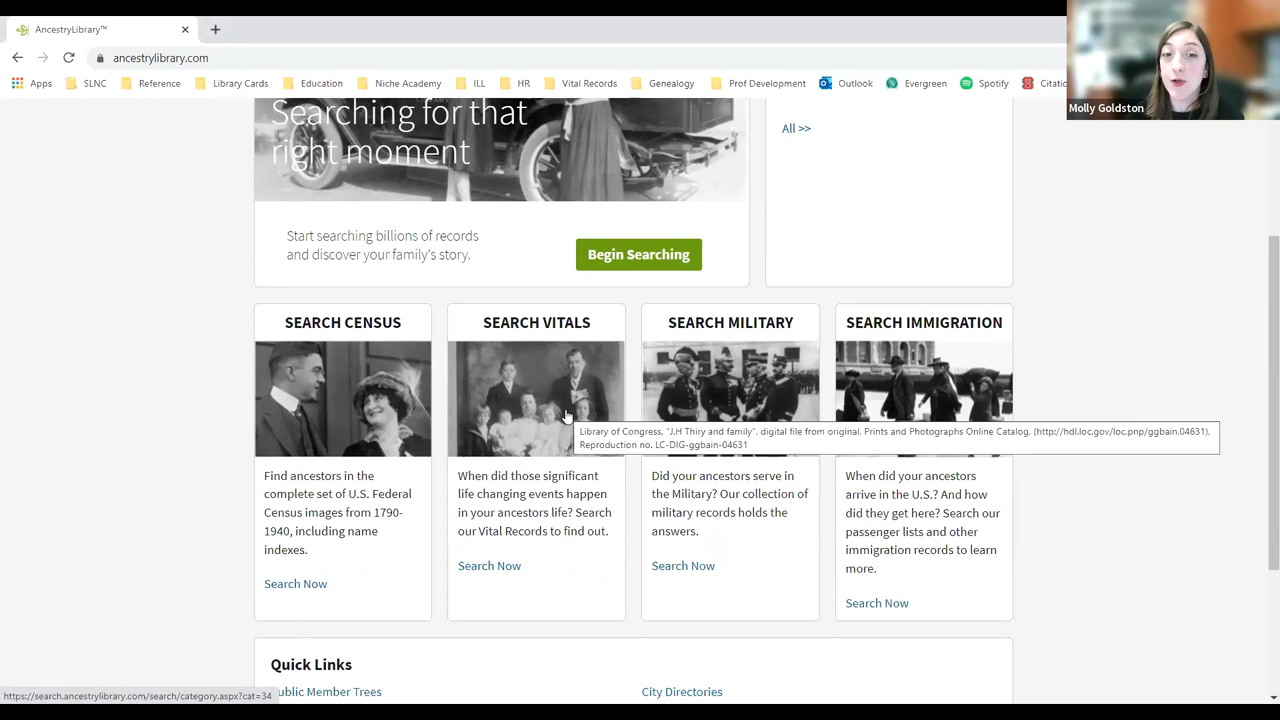 AncestryLibrary™
ancestrylibrary.com
Apps
SLNC
Reference
Library Cards
Education
Niche Academy
ILL
HR
Vital Records
Genealogy
Prof Development
Outlook
Evergreen
Spotify
Molly Goldston
Searching for that
right moment
All >>
Start searching billions of records
and discover your family's story.
Begin Searching
SEARCH CENSUS
Find ancestors in the
complete set of U.S. Federal
Census images from 1790-
1940, including name
indexes.
Search Now
SEARCH VITALS
When did those significant
life changing events happen
in your ancestors life? Search
our Vital Records to find out.
Search Now
SEARCH MILITARY
Did your ancestors serve in
the Military? Our collection of
military records holds the
answers.
Search Now
SEARCH IMMIGRATION
When did your ancestors
arrive in the U.S.? And how
did they get here? Search our
passenger lists and other
immigration records to learn
more.
Search Now
Library of Congress, "J.H Thiry and family", digital file from original, Prints and Photographs Online Catalog, (http://hdl.loc.gov/loc.pnp/ggbain.04631).
Reproduction no. LC-DIG-ggbain-04631
Quick Links
ublic Member Trees
City Directories
https://search.ancestrylibrary.com/search/category.aspx?cat=34